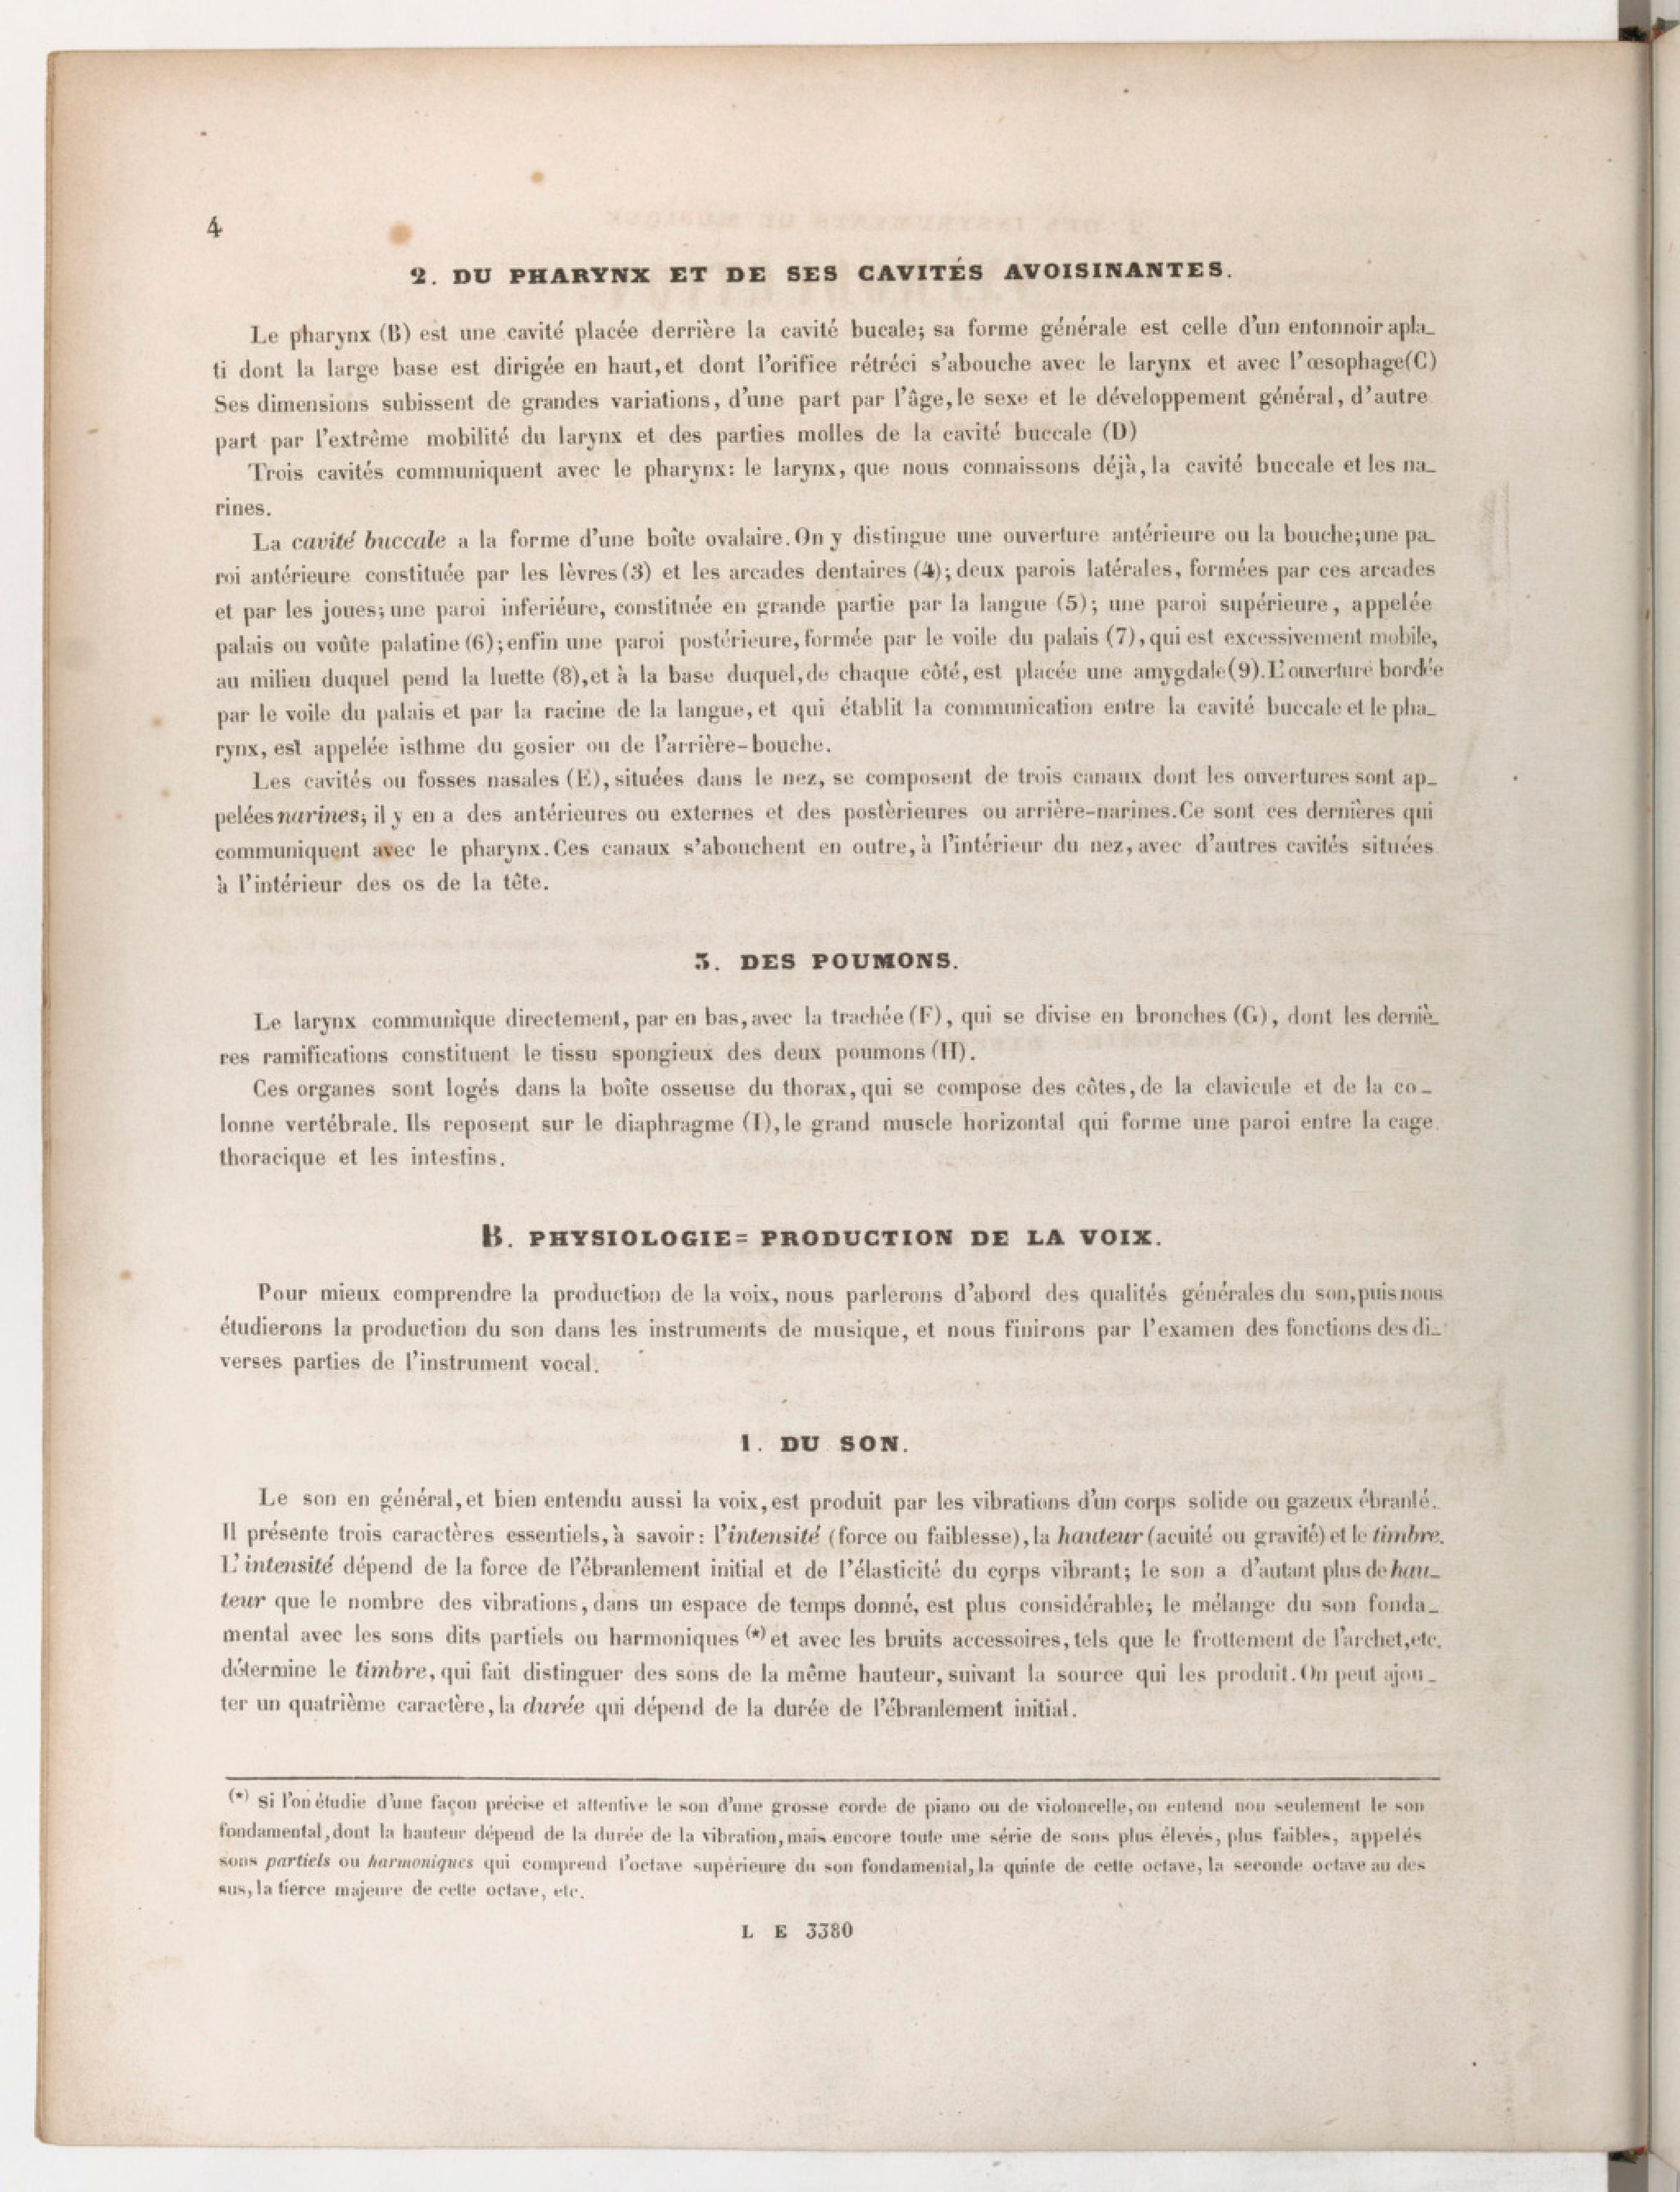 4
2. DU PHARYNX ET DE SES CAVITÉS AVOISINANTES.
Le pharynx (B) est une cavité placée derrière la cavité bucale; sa forme générale est celle d'un entonnoir apla_
ti dont la large base est dirigée en haut, et dont l'orifice rétréci s'abouche avec le larynx et avec l'œsophage (C)
Ses dimensions subissent de grandes variations, d'une part par l'âge, le sexe et le développement général, d'autre
part par l'extrême mobilité du larynx et des parties molles de la cavité buccale (D)
Trois cavités communiquent avec le pharynx: le larynx, que nous connaissons déjà, la cavité buccale et les na_
rines.
La cavité buccale a la forme d'une boîte ovalaire. On y distingue une ouverture antérieure ou la bouche; une pa_
roi antérieure constituée par les lèvres (3) et les arcades dentaires (4); deux parois latérales, formées par ces arcades
et par les joues; une paroi inferiéure, constituée en grande partie par la langue (5); une paroi supérieure, appelée
palais ou voûte palatine (6); enfin une paroi postérieure, formée par le voile du palais (7), qui est excessivement mobile,
au milieu duquel pend la luette (8), et à la base duquel, de chaque côté, est placée une amygdale (9). L'ouverture bordée
par le voile du palais et par la racine de la langue, et qui établit la communication entre la cavité buccale et le pha_
rynx, est appelée isthme du gosier ou de l'arrière-bouche.
Les cavités ou fosses nasales (E), situées dans le nez, se composent de trois canaux dont les ouvertures sont ap_
pelées narines; il y en a des antérieures ou externes et des postèrieures ou arrière-narines. Ce sont ces dernières qui
communiquent avec le pharynx. Ces canaux s'abouchent en outre, à l'intérieur du nez, avec d'autres cavités situées
à l'intérieur des os de la tête.
3. DES POUMONS.
Le larynx communique directement, par en bas, avec la trachée (F), qui se divise en bronches (G), dont les derniè_
res ramifications constituent le tissu spongieux des deux poumons (H).
Ces organes sont logés dans la boîte osseuse du thorax, qui se compose des côtes, de la clavicule et de la co_
lonne vertébrale. Ils reposent sur le diaphragme (I), le grand muscle horizontal qui forme une paroi entre la cage
thoracique et les intestins.
B. PHYSIOLOGIE = PRODUCTION DE LA VOIX.
Pour mieux comprendre la production de la voix, nous parlerons d'abord des qualités générales du son, puis nous
étudierons la production du son dans les instruments de musique, et nous finirons par l'examen des fonctions des di_
verses parties de l'instrument vocal.
1. DU SON.
Le son en général, et bien entendu aussi la voix, est produit par les vibrations d'un corps solide ou gazeux ébranlé.
Il présente trois caractères essentiels, à savoir: l'intensité (force ou faiblesse), la hauteur (acuité ou gravité) et le timbre.
L'intensité dépend de la force de l'ébranlement initial et de l'élasticité du corps vibrant; le son a d'autant plus de hau_
teur que le nombre des vibrations, dans un espace de temps donné, est plus considérable; le mélange du son fonda_
mental avec les sons dits partiels ou harmoniques (*) et avec les bruits accessoires, tels que le frottement de l'archet, etc.
détermine le timbre, qui fait distinguer des sons de la même hauteur, suivant la source qui les produit. On peut ajou_
ter un quatrième caractère, la durée qui dépend de la durée de l'ébranlement initial.
(*) Si l'on étudie d'une façon précise et attentive le son d'une grosse corde de piano ou de violoncelle, on entend non seulement le son
fondamental, dont la hauteur dépend de la durée de la vibration, mais encore toute une série de sons plus élevés, plus faibles, appelés
sons partiels ou harmoniques qui comprend l'octave supérieure du son fondamental, la quinte de cette octave, la seconde octave au des
sus, la tierce majeure de cette octave, etc.
L E 3380